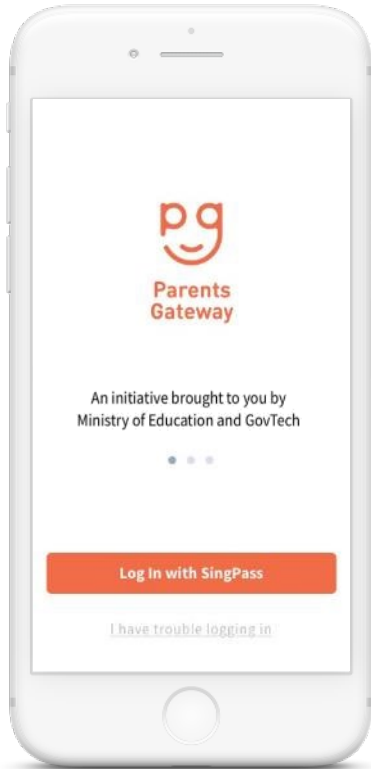 pg
Parents
Gateway
An initiative brought to you by
Ministry of Education and GovTech
Log In with SingPass
I have trouble logging in